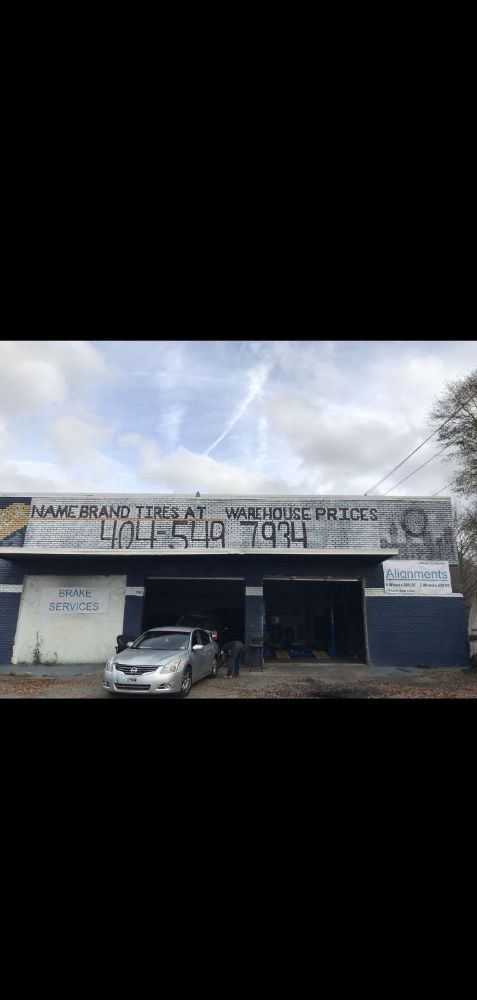 NAME BRAND TIRES AT WAREHOUSE PRICES
404-549 7934
BRAKE
SERVICES
Alignments